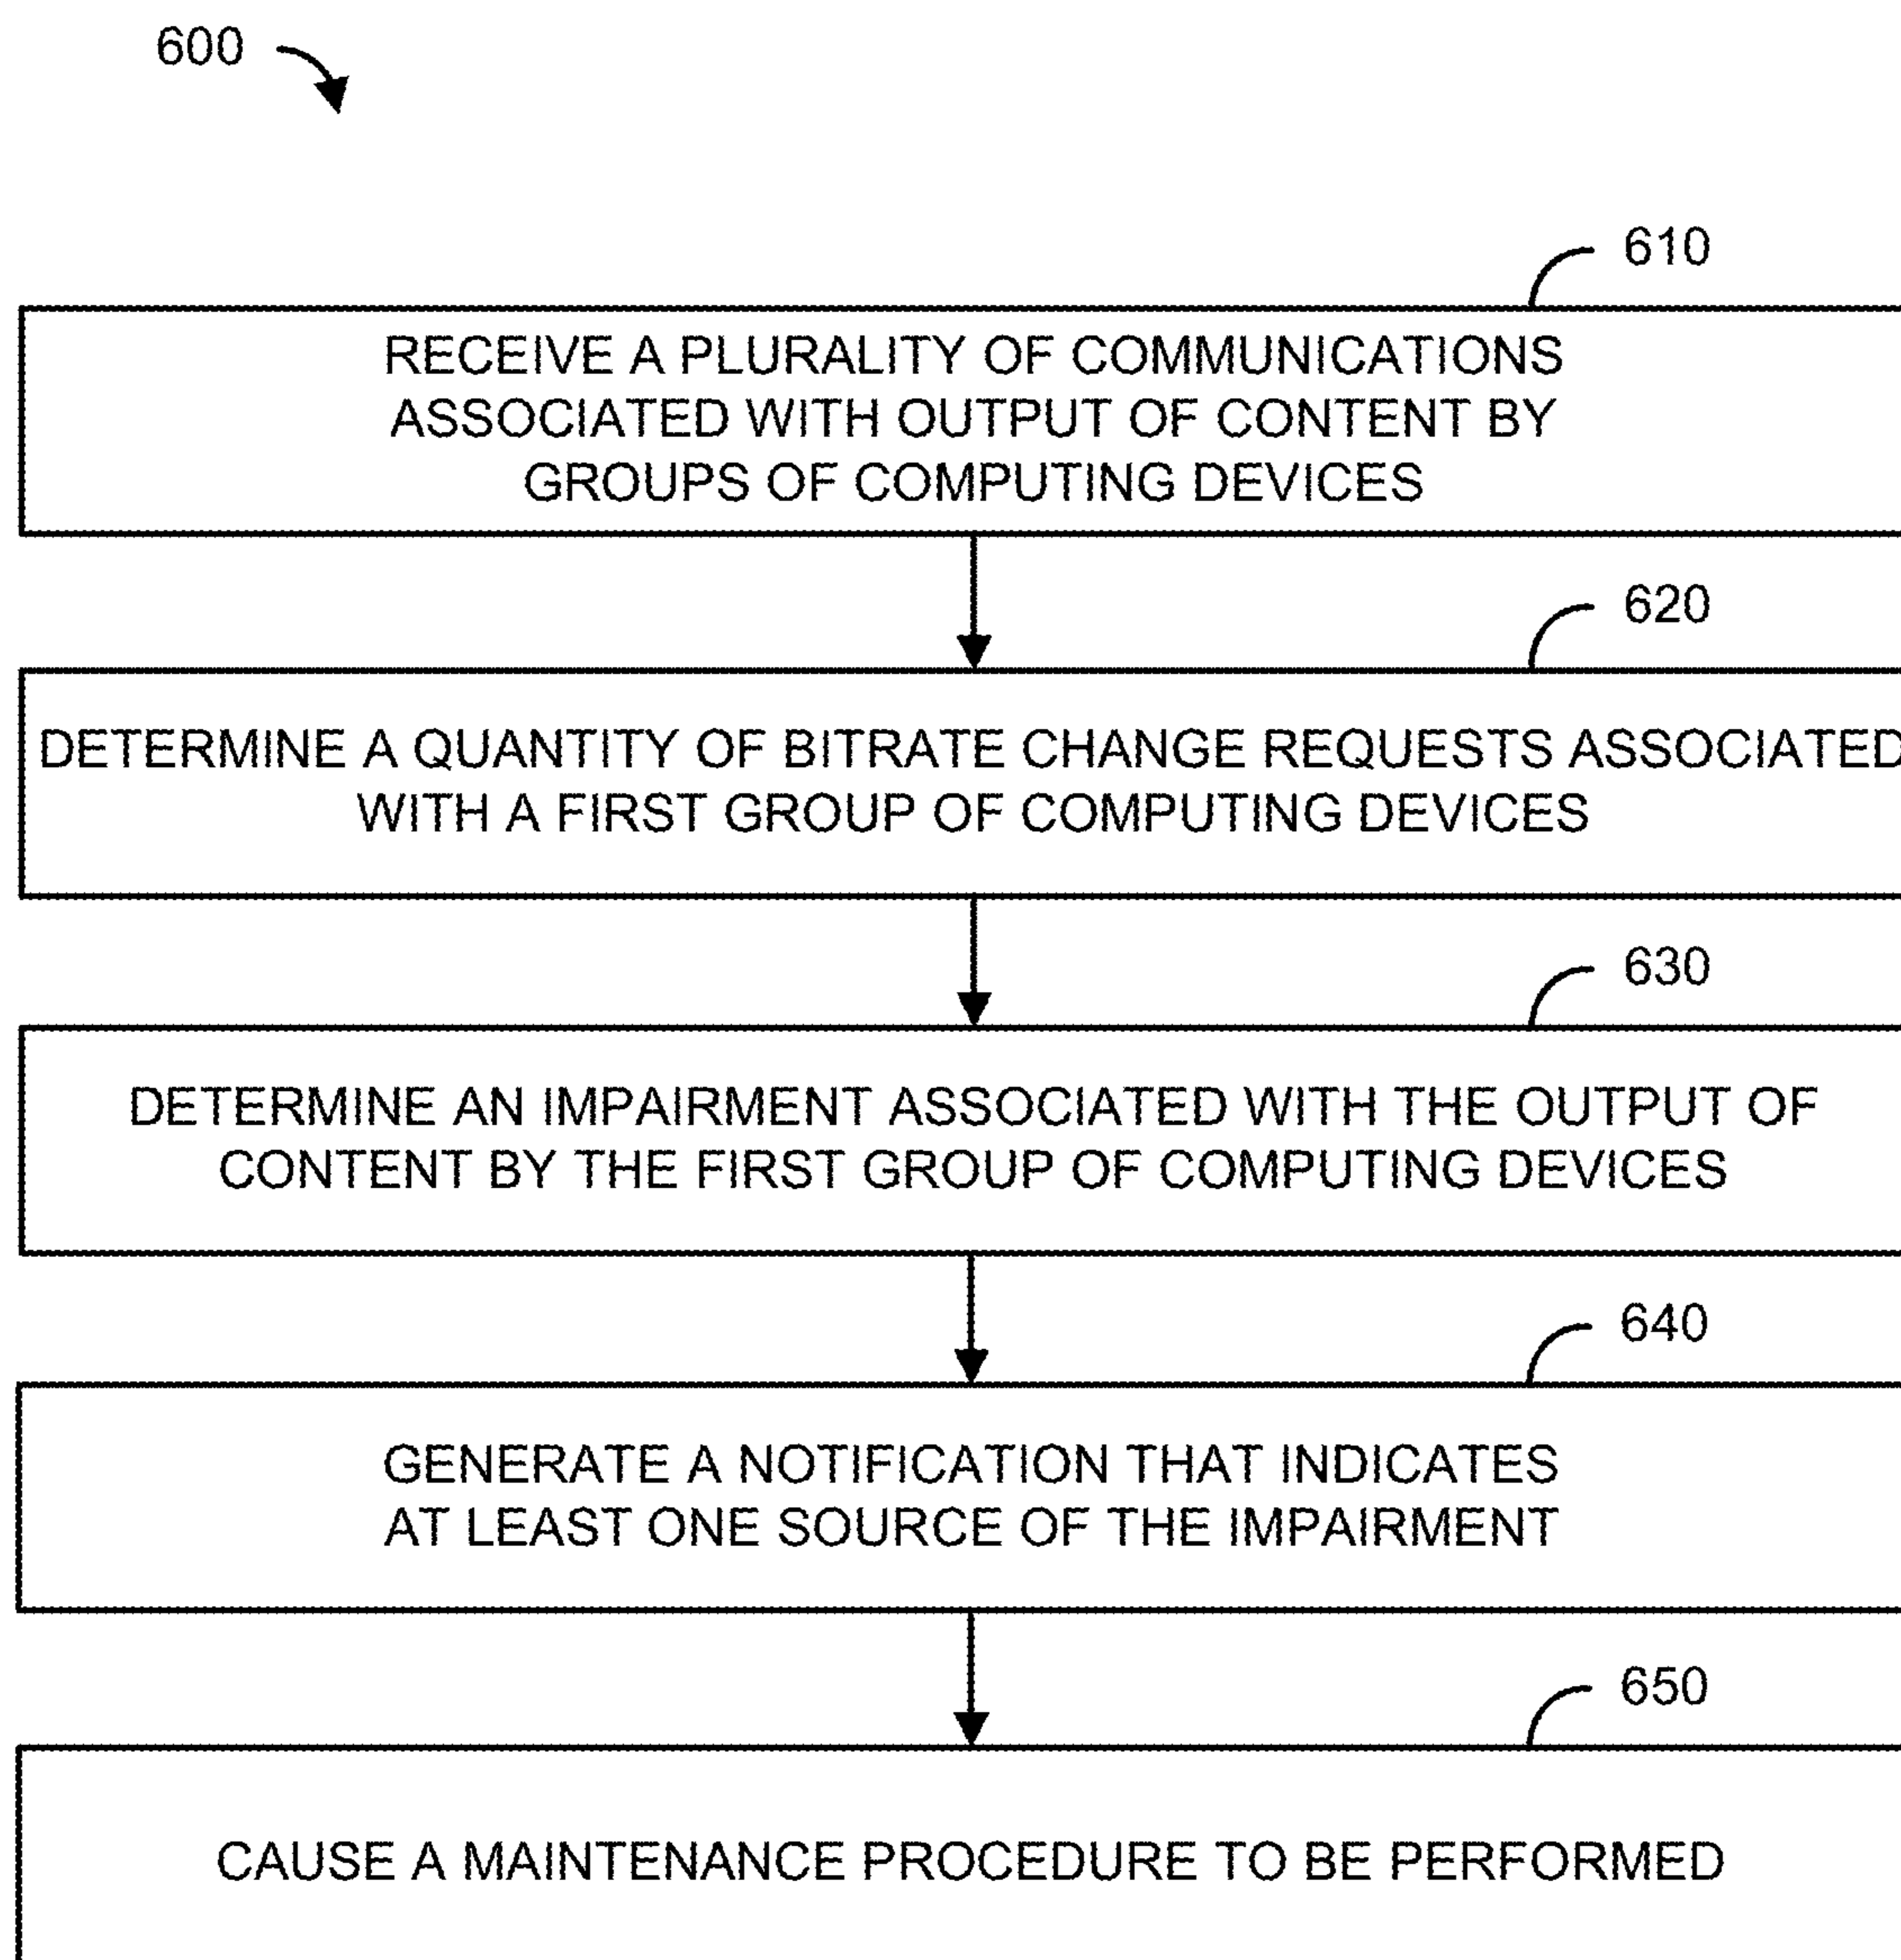 600
610
RECEIVE A PLURALITY OF COMMUNICATIONS
ASSOCIATED WITH OUTPUT OF CONTENT BY
GROUPS OF COMPUTING DEVICES
620
DETERMINE A QUANTITY OF BITRATE CHANGE REQUESTS ASSOCIATED
WITH A FIRST GROUP OF COMPUTING DEVICES
630
DETERMINE AN IMPAIRMENT ASSOCIATED WITH THE OUTPUT OF
CONTENT BY THE FIRST GROUP OF COMPUTING DEVICES
640
GENERATE A NOTIFICATION THAT INDICATES
AT LEAST ONE SOURCE OF THE IMPAIRMENT
650
CAUSE A MAINTENANCE PROCEDURE TO BE PERFORMED